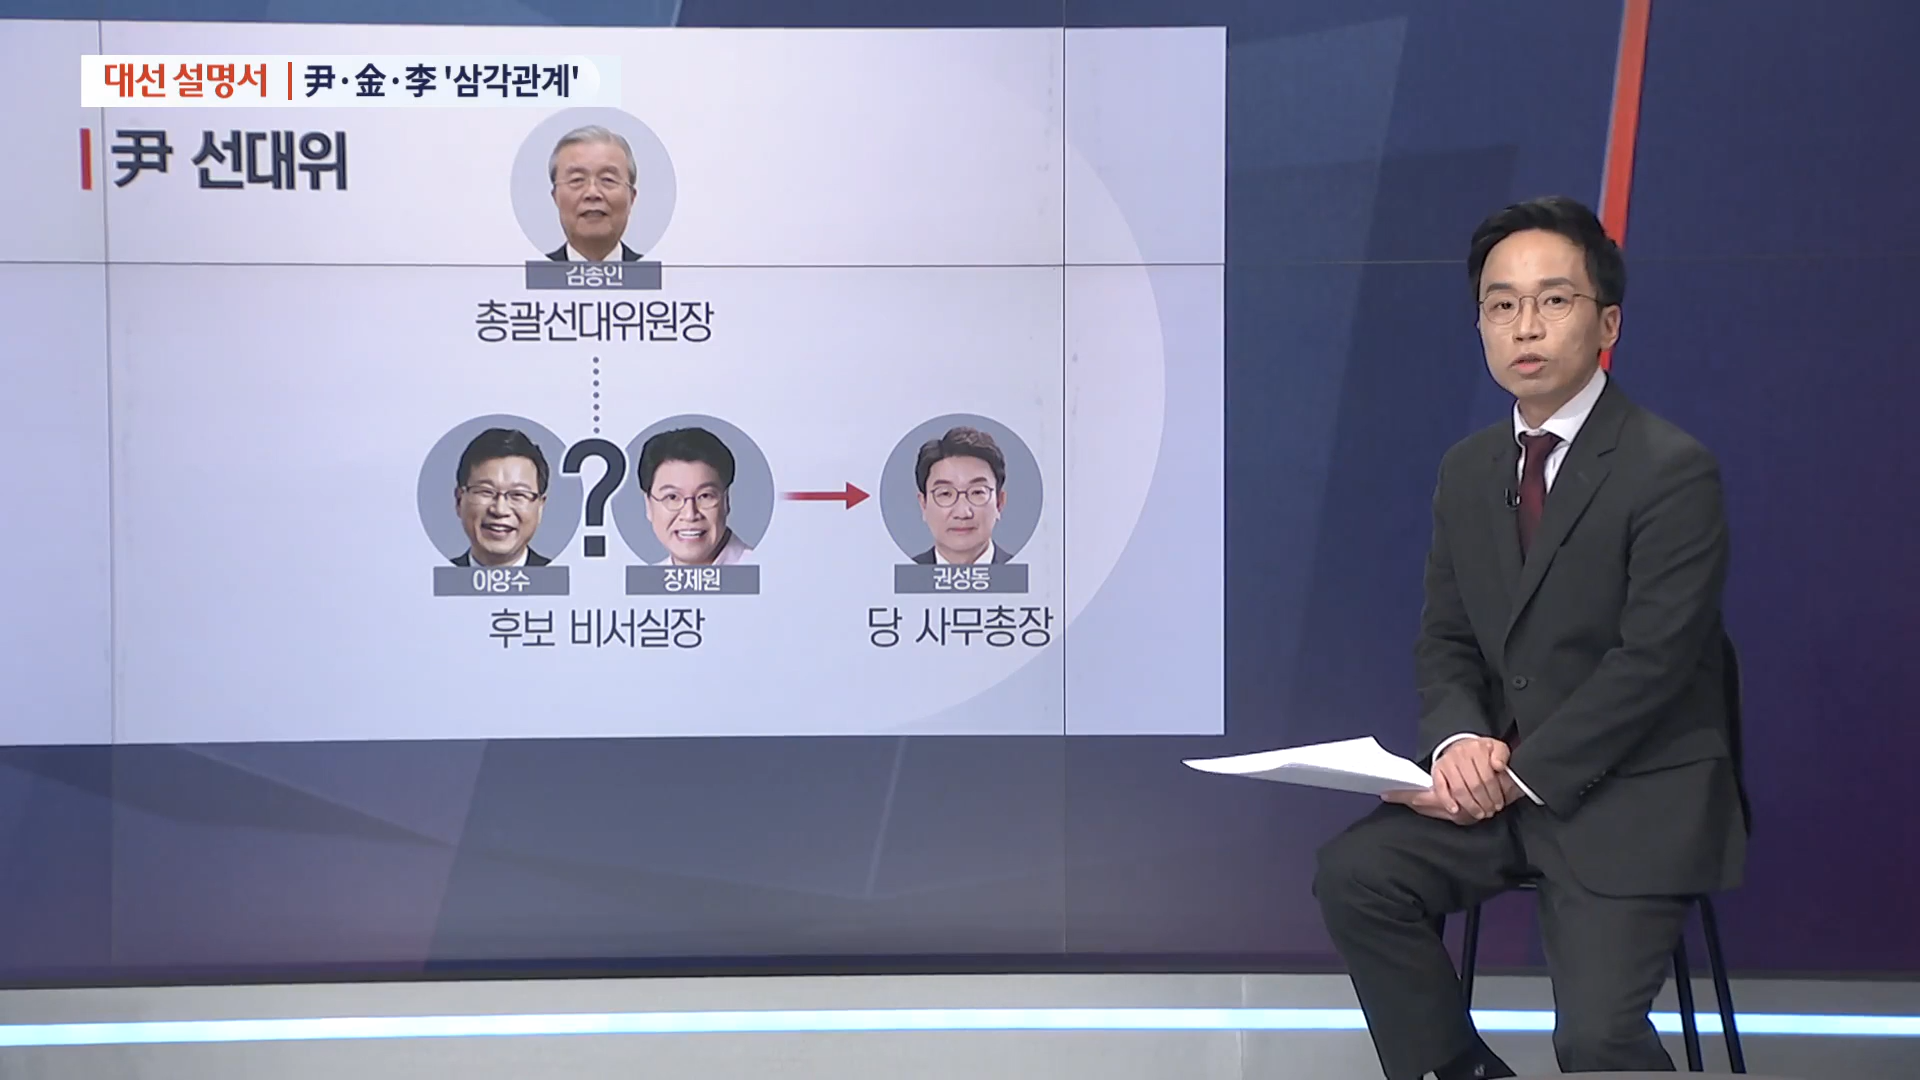 대선 설명서 | 尹·金·李 '삼각관계'
尹 선대위
김종인
총괄선대위원장
?
이양수
장제원
권성동
후보 비서실장
당 사무총장